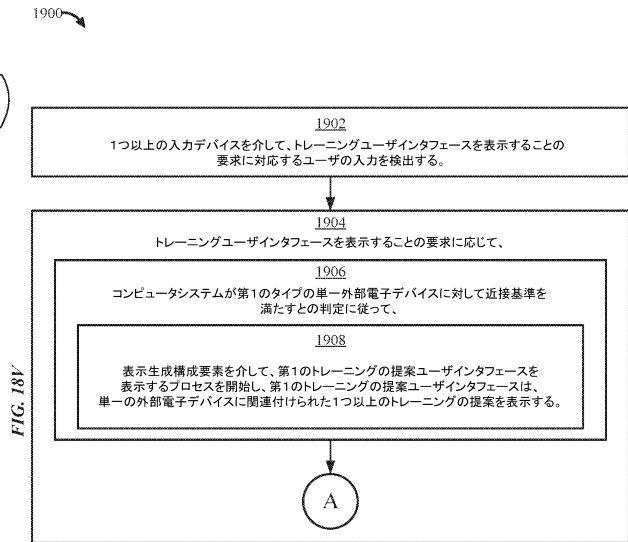 1900
1902
1つ以上の入力デバイスを介して、トレーニングユーザインタフェースを表示することの
要求に対応するユーザの入力を検出する。
1904
トレーニングユーザインタフェースを表示することの要求に応じて、
1906
コンピュータシステムが第1のタイプの単一外部電子デバイスに対して近接基準を
満たすとの判定に従って、
1908
表示生成構成要素を介して、第1のトレーニングの提案ユーザインタフェースを
表示するプロセスを開始し、第1のトレーニングの提案ユーザインタフェースは、
単一の外部電子デバイスに関連付けられた1つ以上のトレーニングの提案を表示する。
A
FIG. 18V